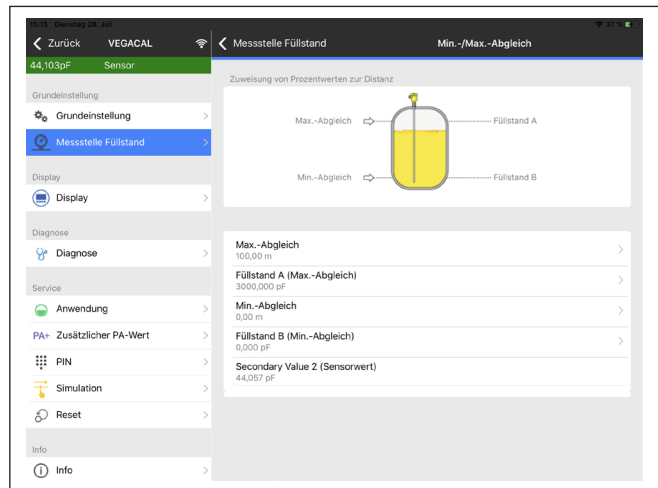 15:15 Dienstag 28. Juli
37 %
Zurück VEGACAL
44,103pF Sensor
Grundeinstellung
Grundeinstellung
Messstelle Füllstand
Display
Display
Diagnose
Diagnose
Service
Anwendung
PA+ Zusätzlicher PA-Wert
PIN
Simulation
Reset
Info
Info
Messstelle Füllstand Min.-/Max.-Abgleich
Zuweisung von Prozentwerten zur Distanz
Max.-Abgleich Füllstand A
Min.-Abgleich Füllstand B
Max.-Abgleich
100,00 m
Füllstand A (Max.-Abgleich)
3000,000 pF
Min.-Abgleich
0,00 m
Füllstand B (Min.-Abgleich)
0,000 pF
Secondary Value 2 (Sensorwert)
44,057 pF